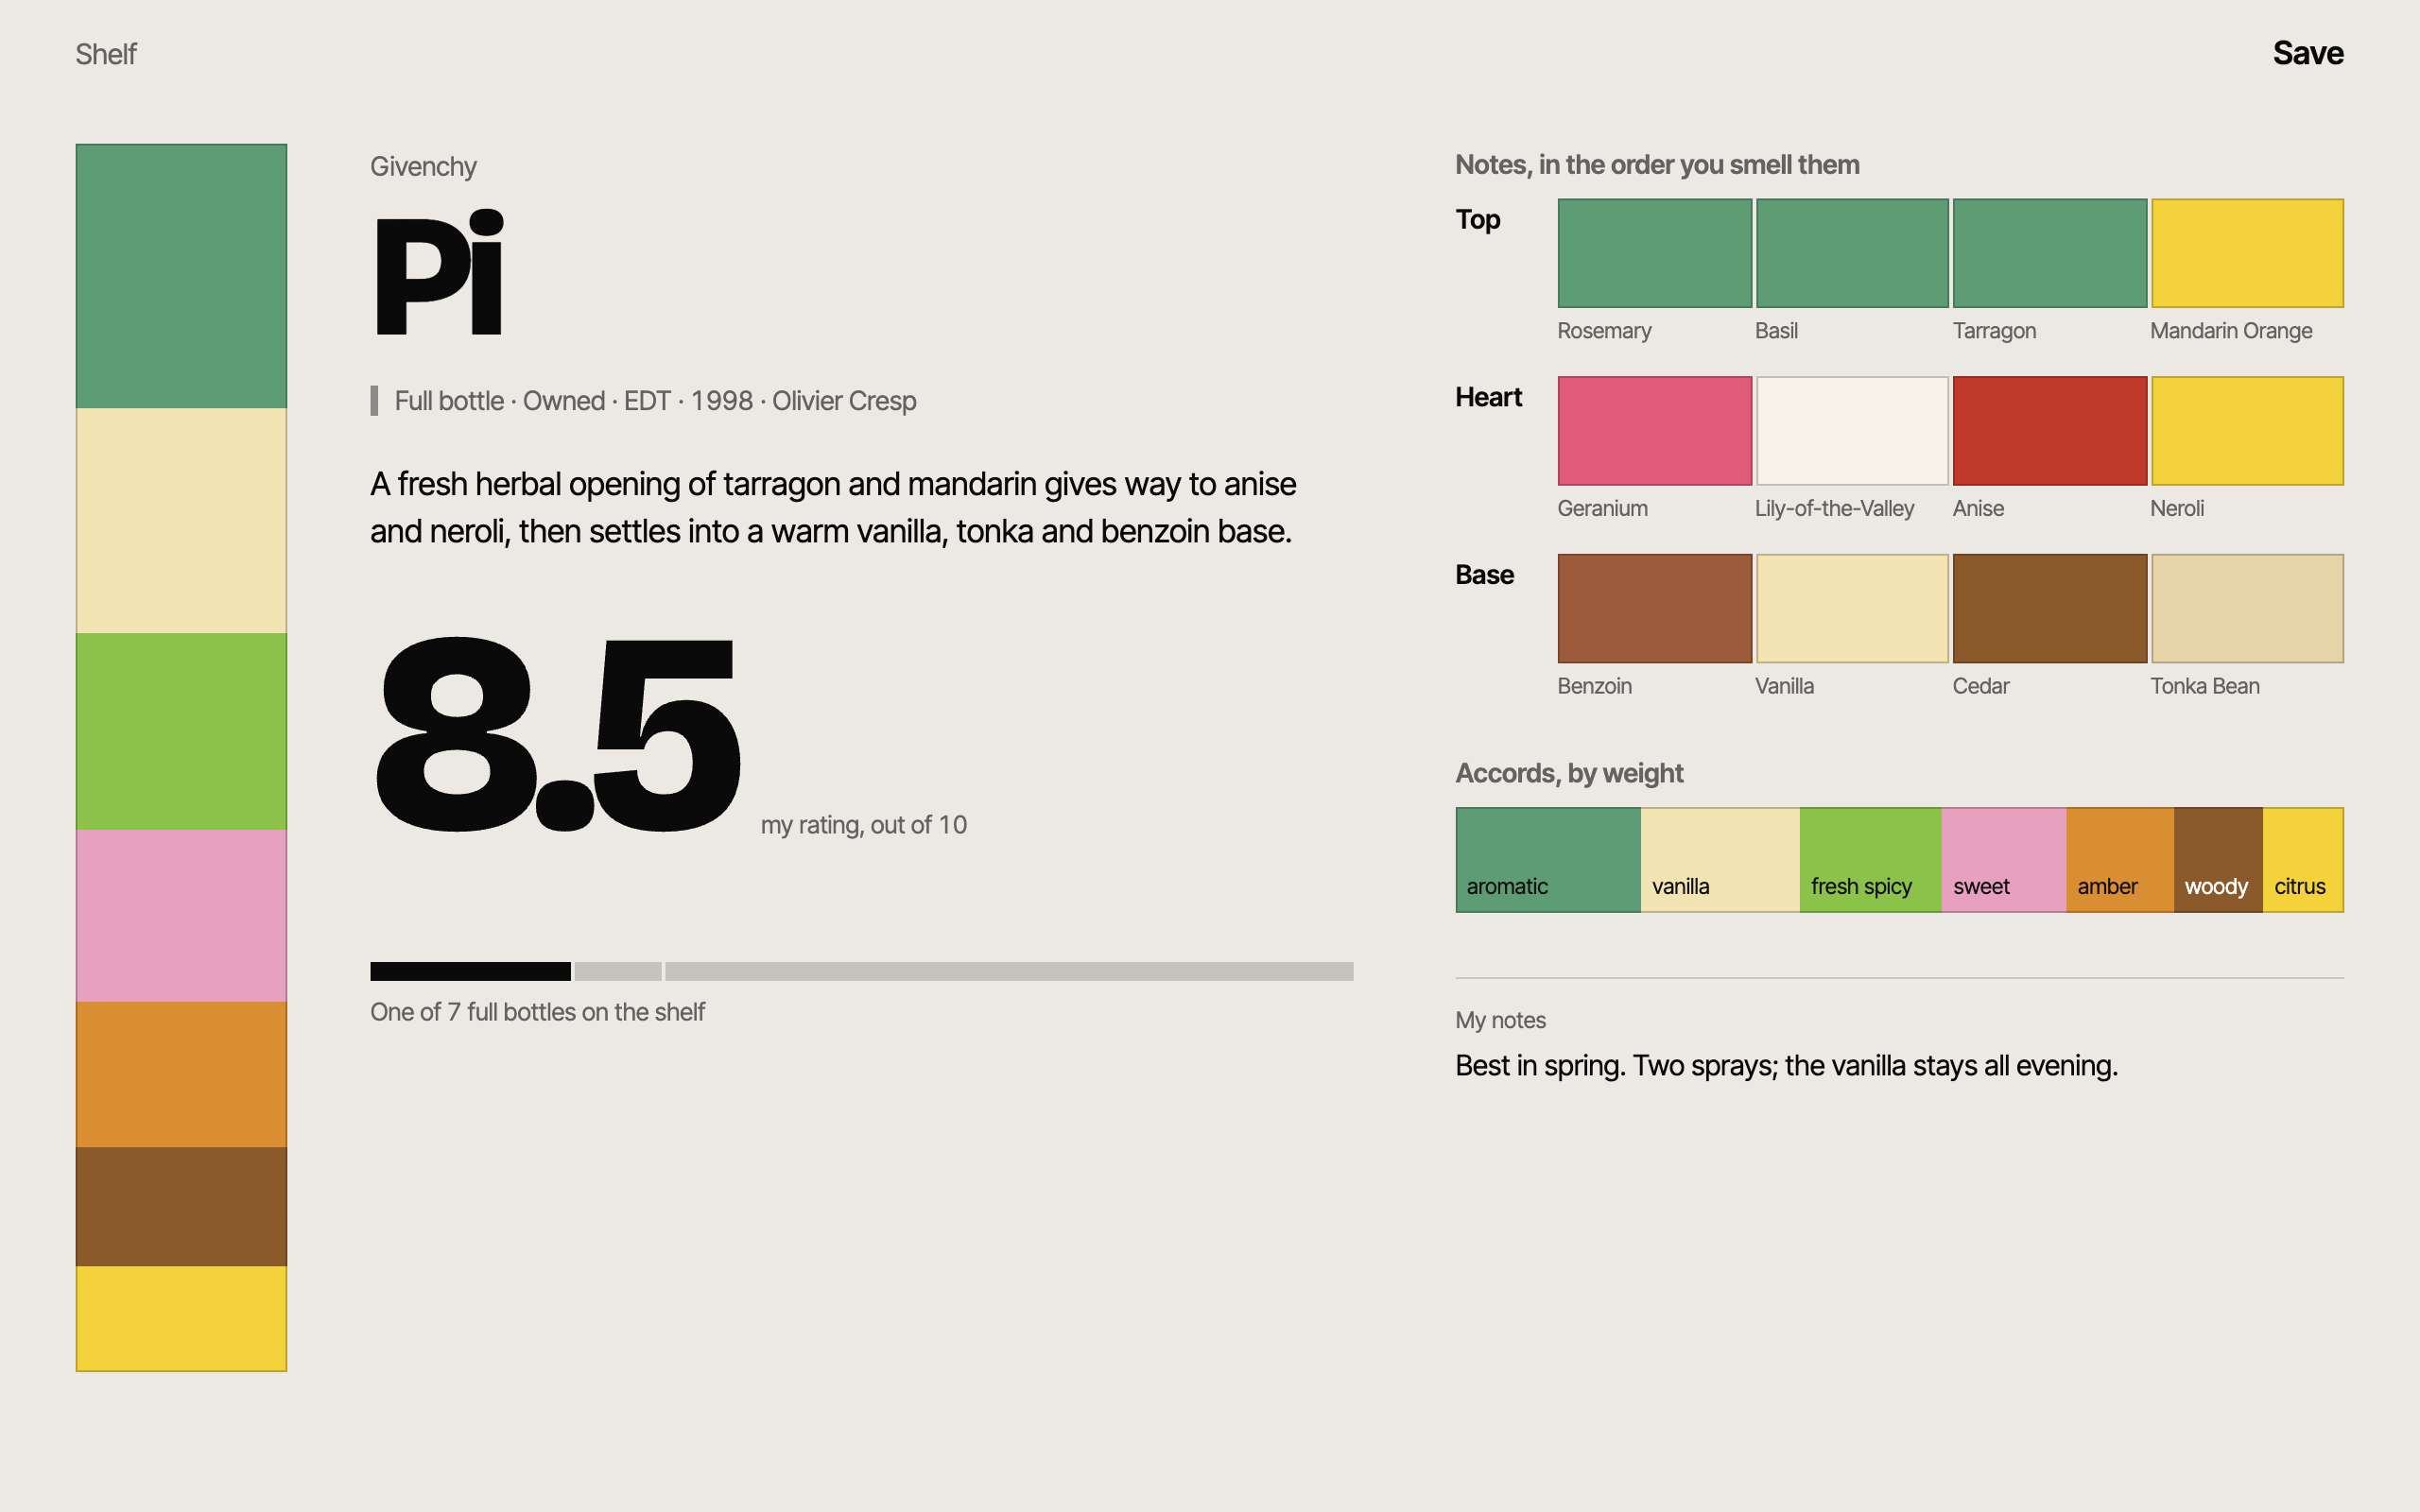 Shelf
Save
Givenchy
Pi
Full bottle · Owned · EDT · 1998 · Olivier Cresp
A fresh herbal opening of tarragon and mandarin gives way to anise
and neroli, then settles into a warm vanilla, tonka and benzoin base.
8.5 my rating, out of 10
One of 7 full bottles on the shelf
Notes, in the order you smell them
Top
Rosemary Basil Tarragon Mandarin Orange
Heart
Geranium Lily-of-the-Valley Anise Neroli
Base
Benzoin Vanilla Cedar Tonka Bean
Accords, by weight
aromatic vanilla fresh spicy sweet amber woody citrus
My notes
Best in spring. Two sprays; the vanilla stays all evening.